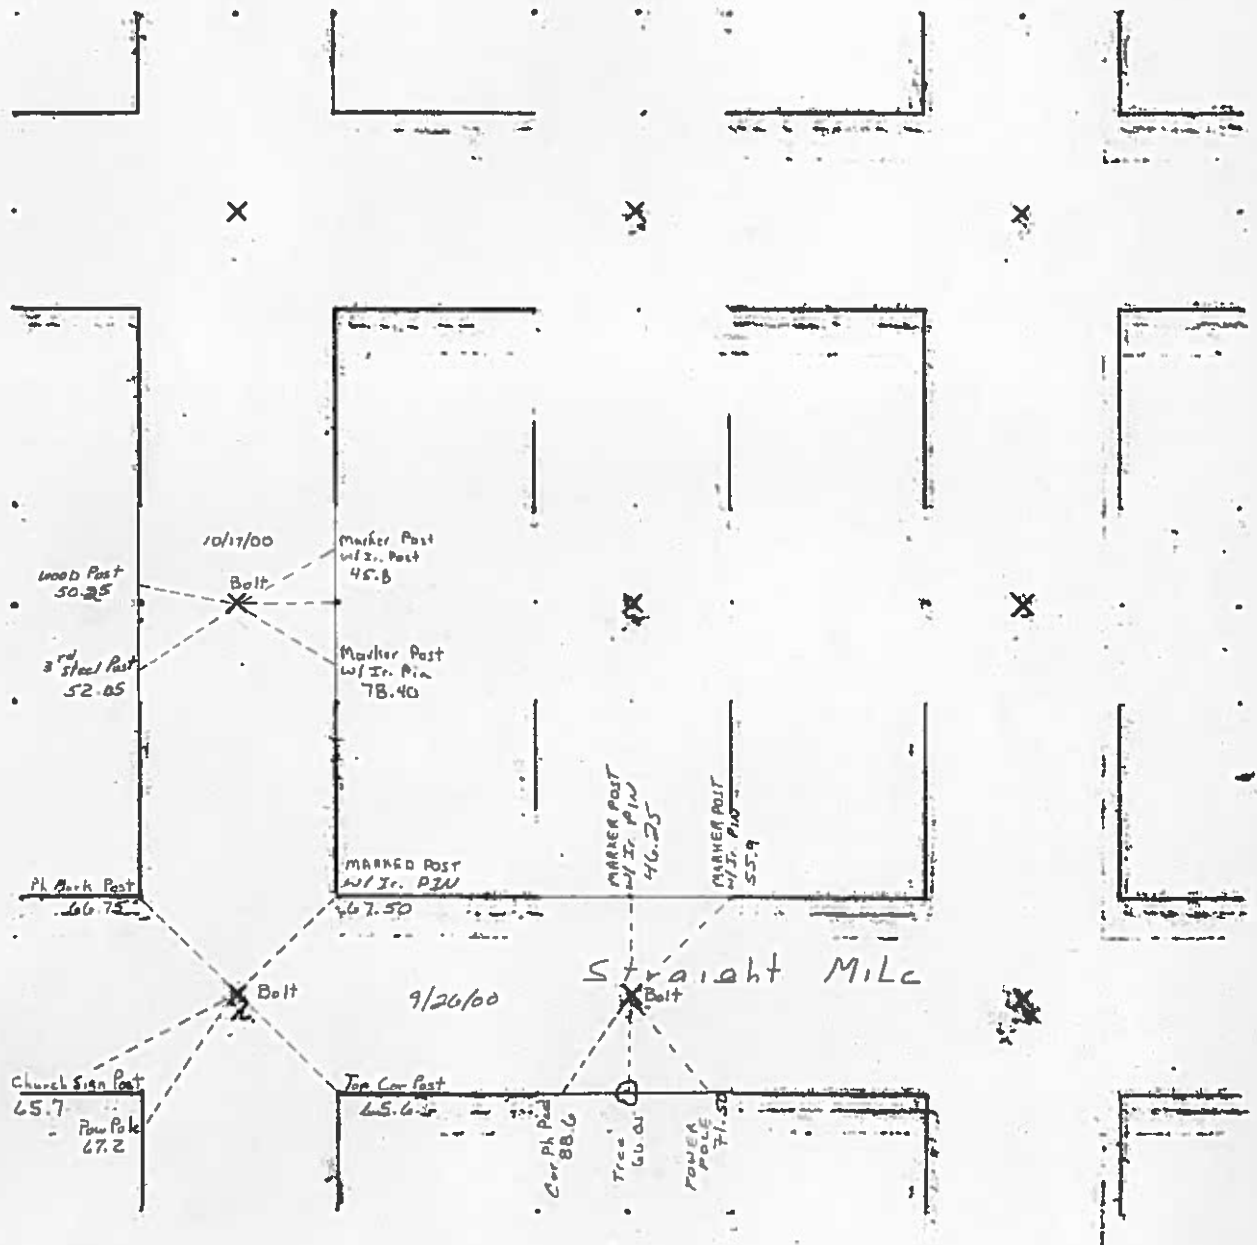 10/17/00
Marker Post
w/ Ir. Post
45.8
Wood Post
50.25
Bolt
3rd Steel Post
52.05
Marker Post
W/ Ir. Pin
78.40
MARKER POST
W/ Ir. PIN
46.25
MARKER POST
W/ Ir. PIN
55.9
Ph Mark Post
66.75
MARKED POST
W/ Ir. PIN
67.50
Straight Mile
Bolt
9/26/00
Bolt
Church Sign Post
65.7
Pow Pole
67.2
Top Cor Post
65.6
Cor Ph Ped
88.6
Tree
POWER
POLE
71.50